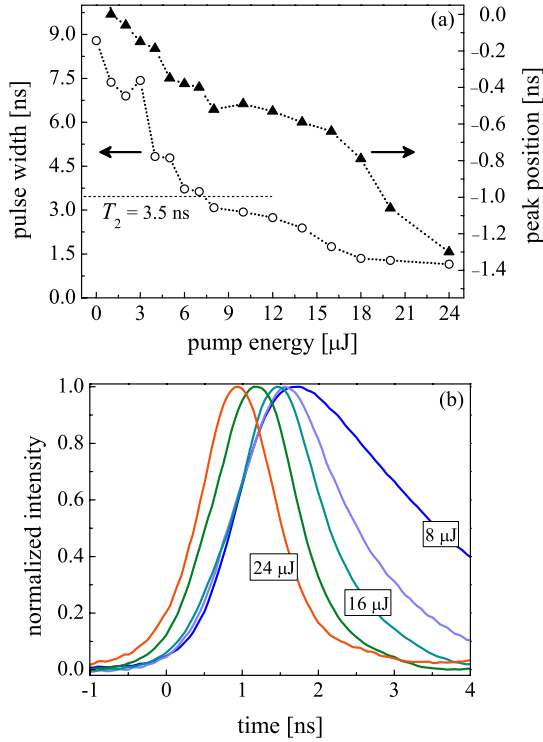 (a)
9.0
7.5
6.0
4.5
3.0
1.5
0.0
pulse width [ns]
0.0
−0.2
−0.4
−0.6
−0.8
−1.0
−1.2
−1.4
peak position [ns]
T2 = 3.5 ns
0 3 6 9 12 15 18 21 24
pump energy [μJ]
(b)
1.0
0.8
0.6
0.4
0.2
0.0
normalized intensity
8 μJ
24 μJ
16 μJ
-1 0 1 2 3 4
time [ns]